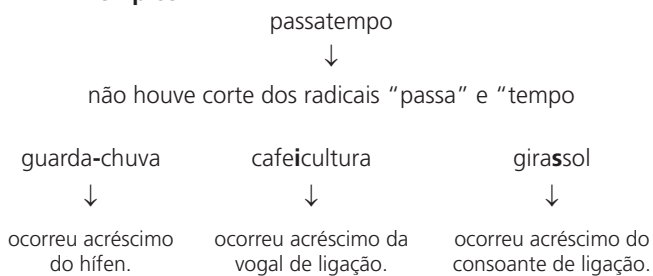 passatempo
↓
não houve corte dos radicais “passa” e “tempo
guarda-chuva cafeicultura girassol
↓ ↓ ↓
ocorreu acréscimo ocorreu acréscimo da ocorreu acréscimo do
do hífen. vogal de ligação. consoante de ligação.